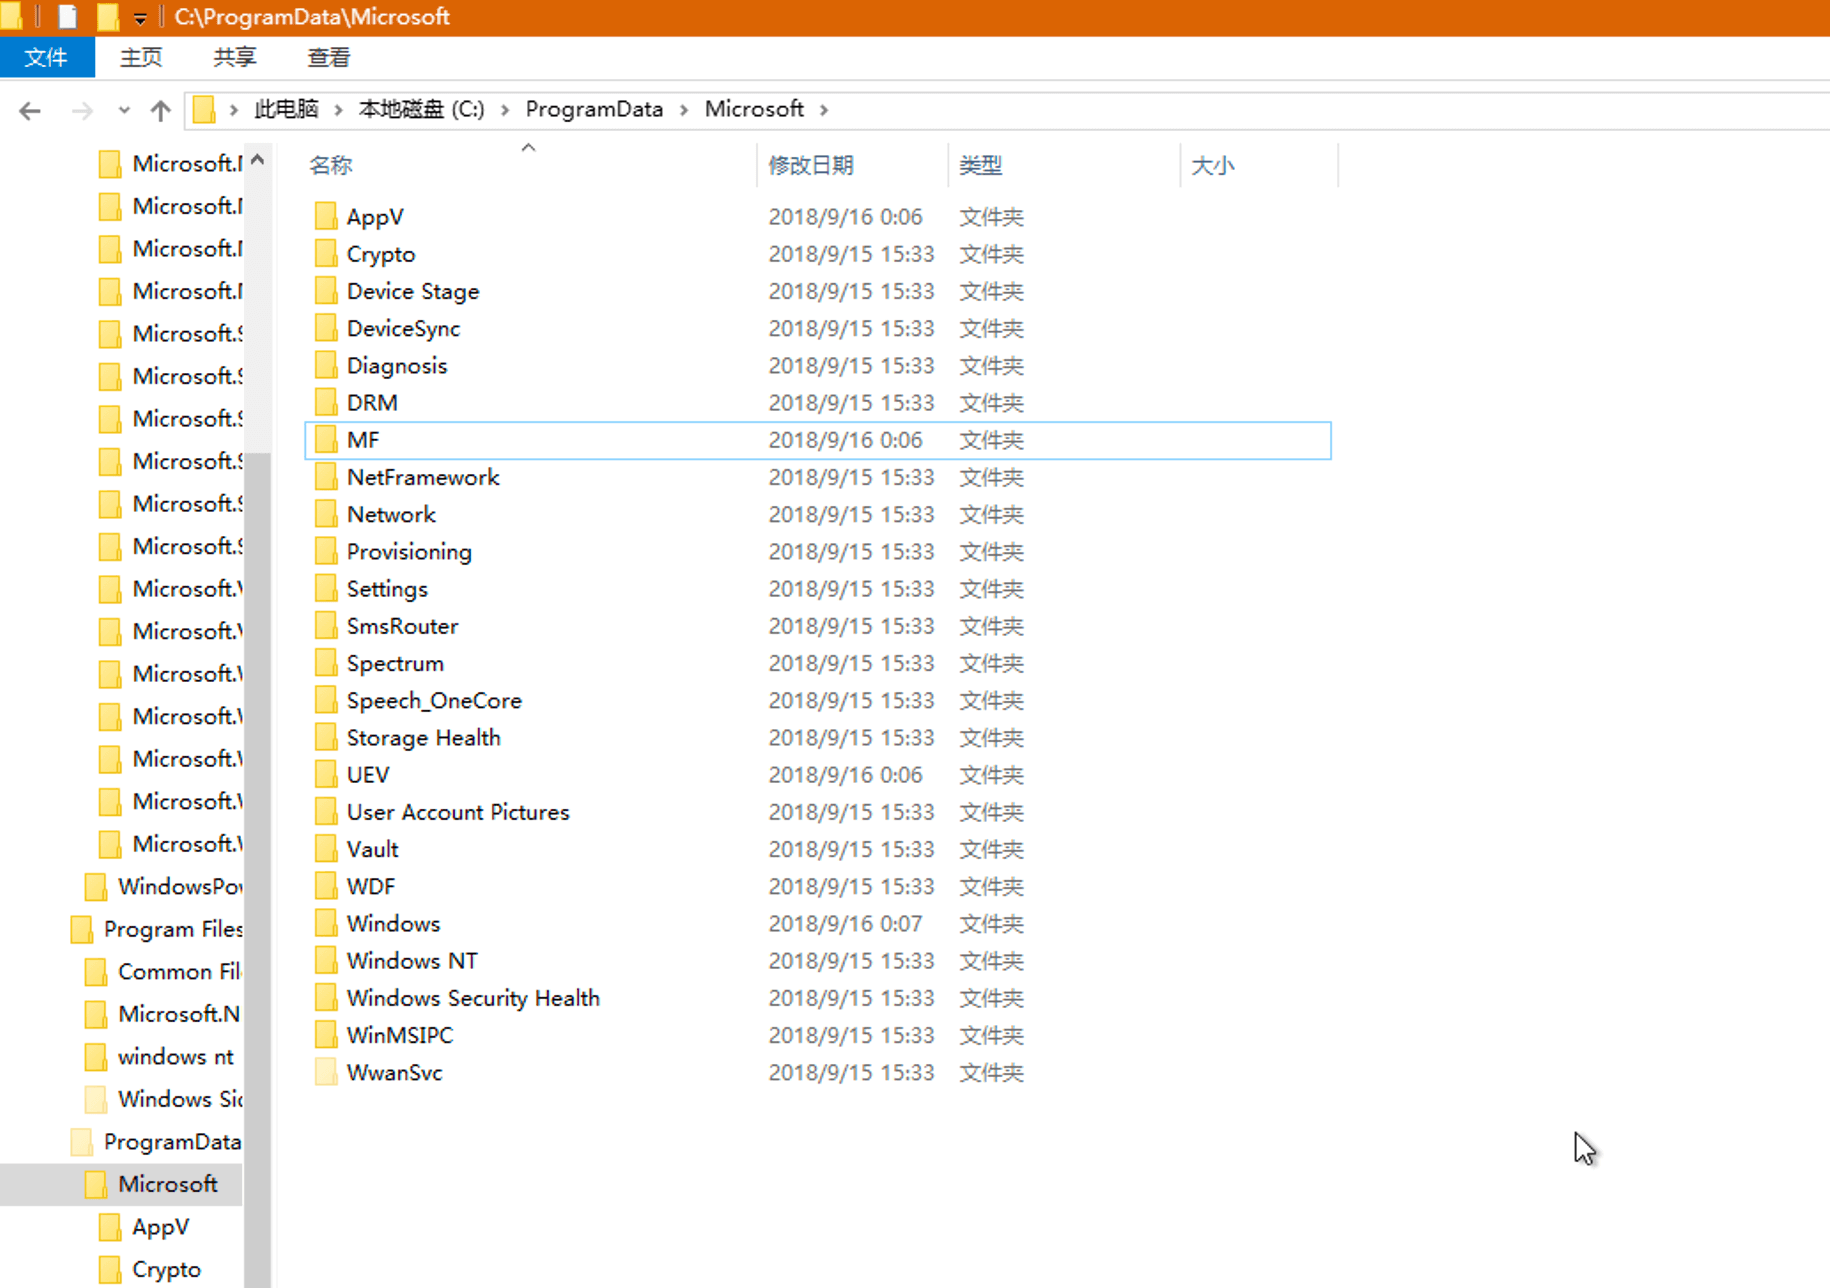 C:\ProgramData\Microsoft
文件 主页 共享 查看
此电脑 本地磁盘 (C:) ProgramData Microsoft
名称 修改日期 类型 大小
AppV 2018/9/16 0:06 文件夹
Crypto 2018/9/15 15:33 文件夹
Device Stage 2018/9/15 15:33 文件夹
DeviceSync 2018/9/15 15:33 文件夹
Diagnosis 2018/9/15 15:33 文件夹
DRM 2018/9/15 15:33 文件夹
MF 2018/9/16 0:06 文件夹
NetFramework 2018/9/15 15:33 文件夹
Network 2018/9/15 15:33 文件夹
Provisioning 2018/9/15 15:33 文件夹
Settings 2018/9/15 15:33 文件夹
SmsRouter 2018/9/15 15:33 文件夹
Spectrum 2018/9/15 15:33 文件夹
Speech_OneCore 2018/9/15 15:33 文件夹
Storage Health 2018/9/15 15:33 文件夹
UEV 2018/9/16 0:06 文件夹
User Account Pictures 2018/9/15 15:33 文件夹
Vault 2018/9/15 15:33 文件夹
WDF 2018/9/15 15:33 文件夹
Windows 2018/9/16 0:07 文件夹
Windows NT 2018/9/15 15:33 文件夹
Windows Security Health 2018/9/15 15:33 文件夹
WinMSIPC 2018/9/15 15:33 文件夹
WwanSvc 2018/9/15 15:33 文件夹
Microsoft.
Microsoft.
Microsoft.
Microsoft.
Microsoft.S
Microsoft.S
Microsoft.S
Microsoft.S
Microsoft.S
Microsoft.S
Microsoft.V
Microsoft.V
Microsoft.
Microsoft.
Microsoft.
Microsoft.
Microsoft.
WindowsPo
Program Files
Common Fil
Microsoft.N
windows nt
Windows Si
ProgramData
Microsoft
AppV
Crypto